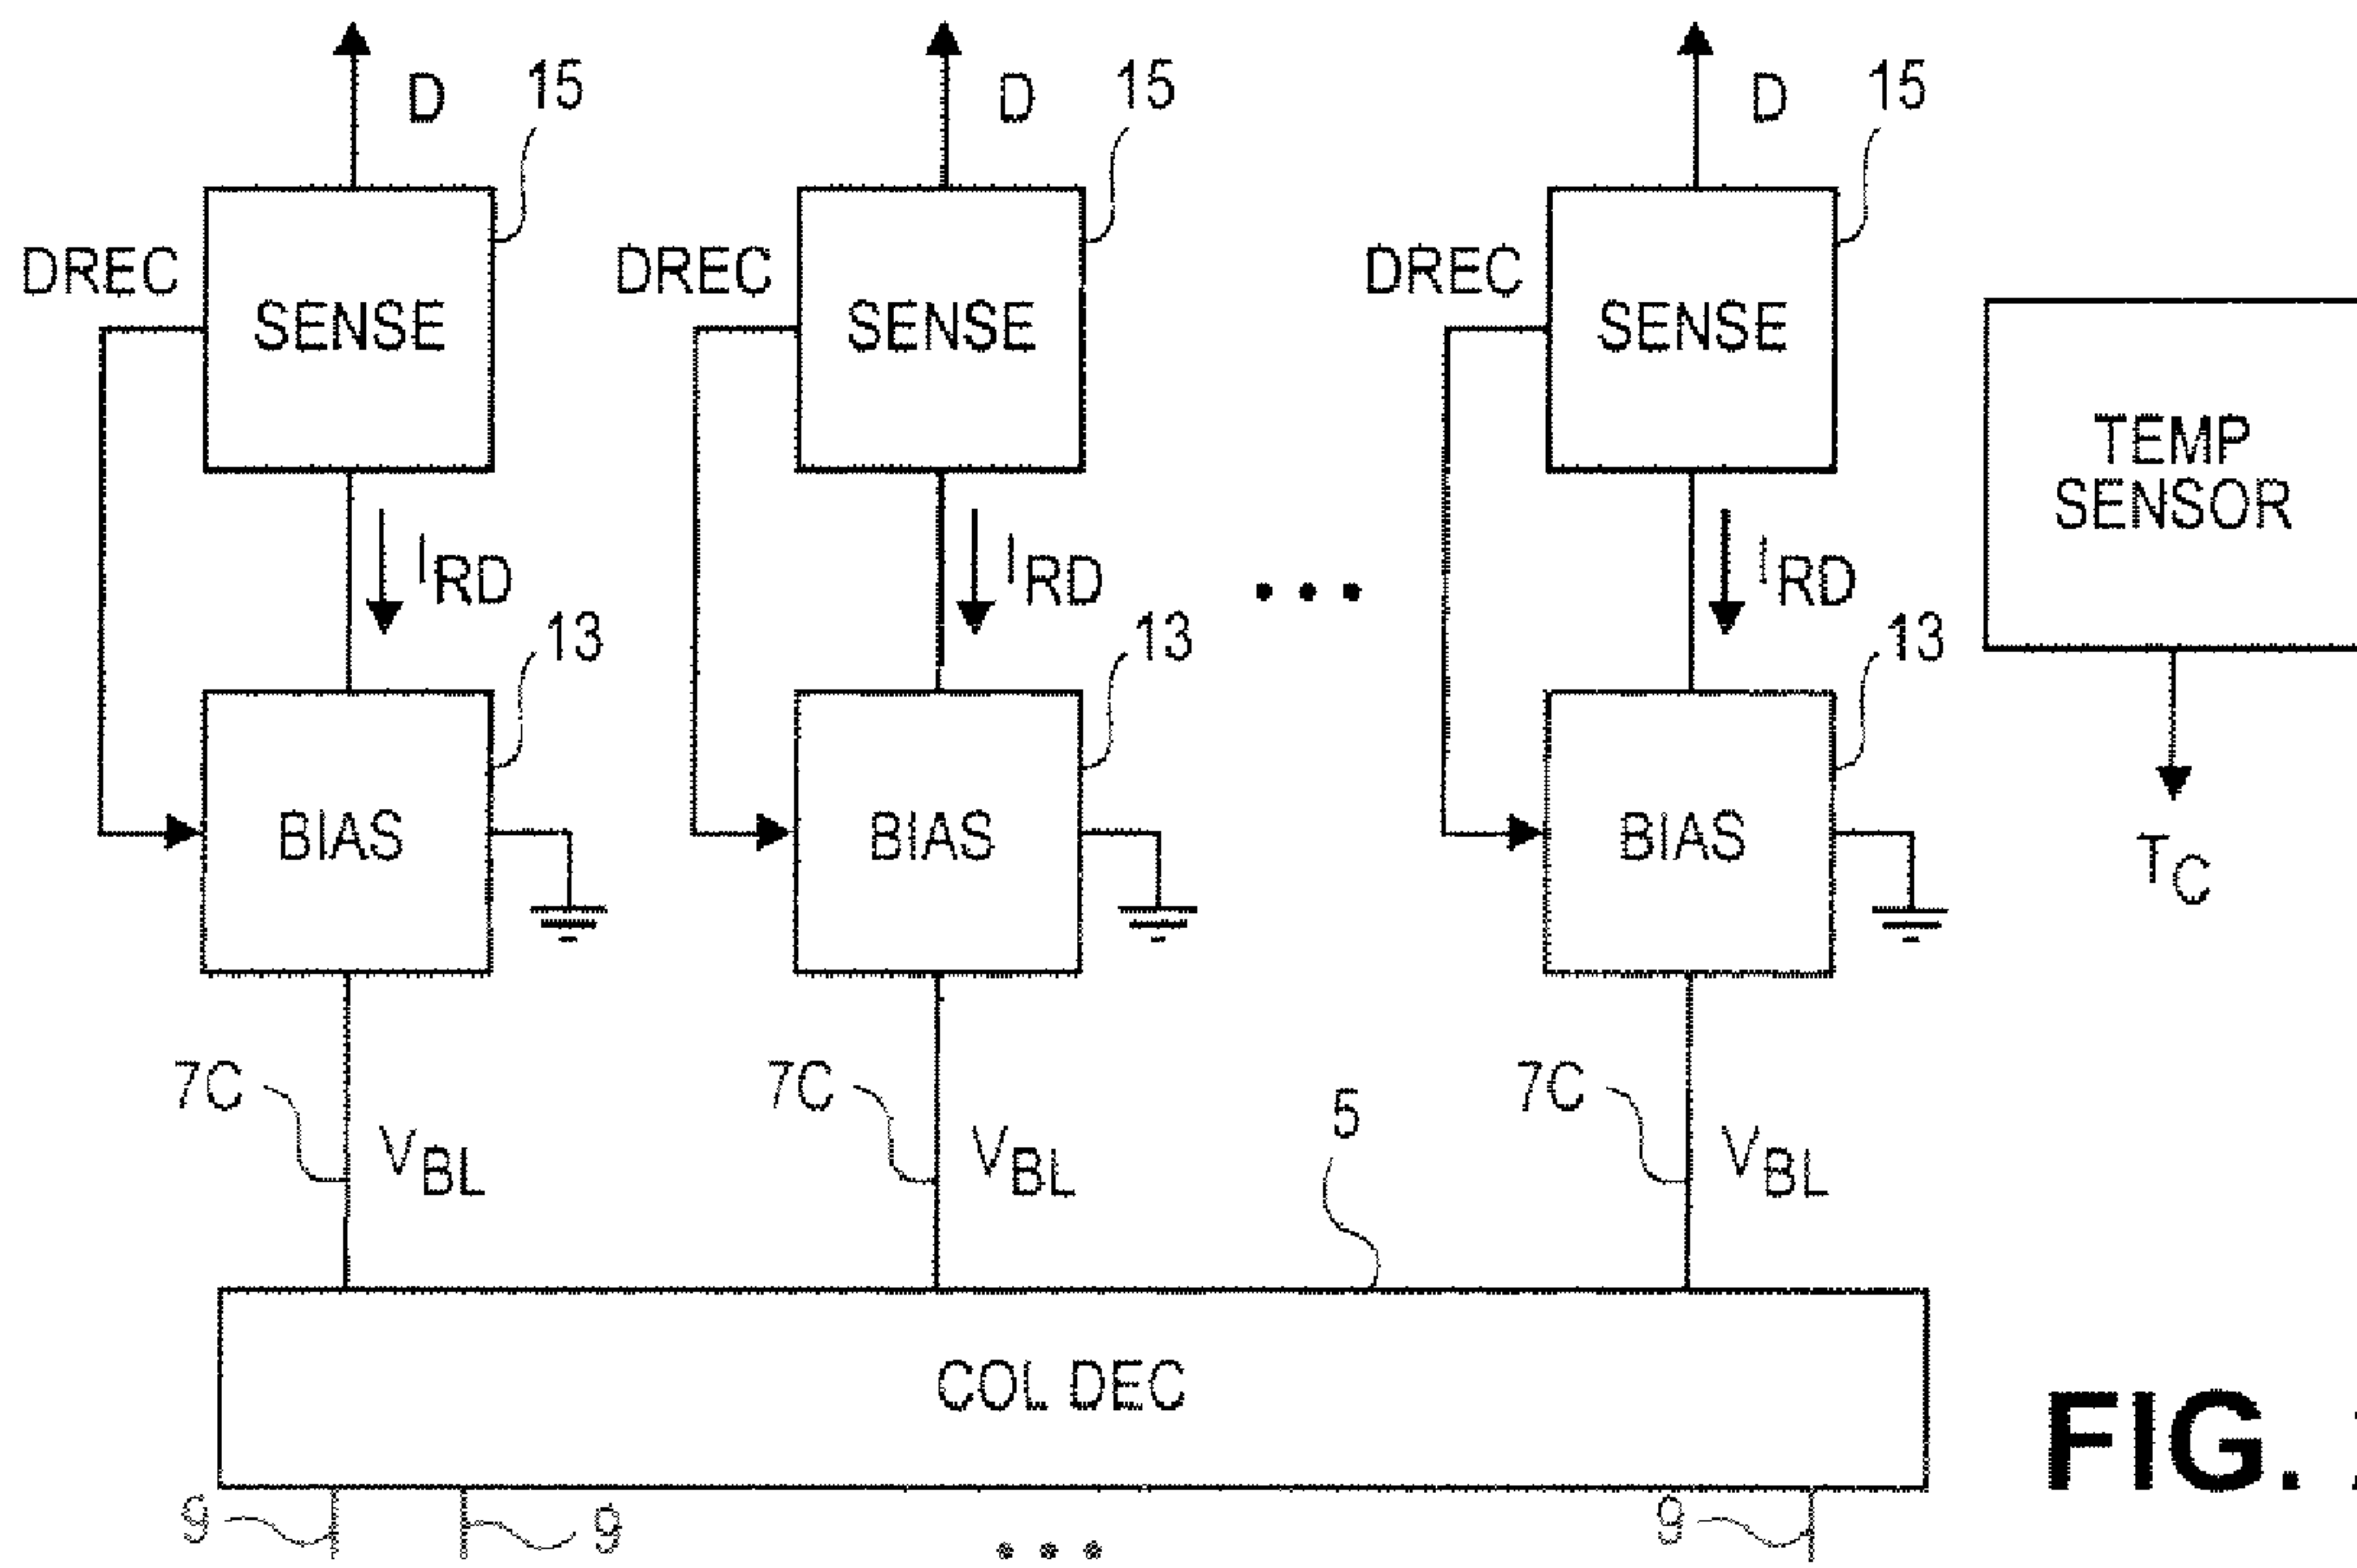 D 15 D 15 D 15
DREC DREC DREC
SENSE SENSE SENSE
TEMP
SENSOR
IRD IRD ... IRD
13 13 13
BIAS BIAS BIAS
TC
7C 7C 7C
5
VBL VBL VBL
COL DEC
FIG.
9 9 ... 9